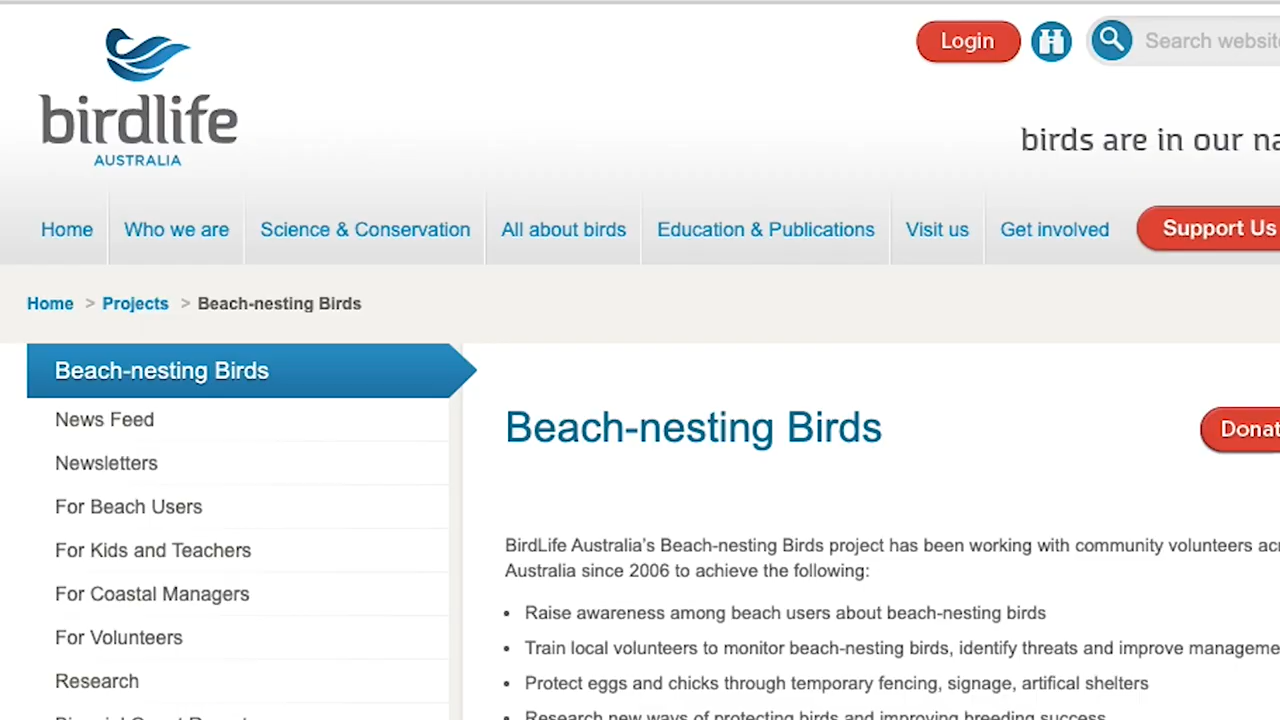 Login
Search website
birdlife
AUSTRALIA
birds are in our na
Home
Who we are
Science & Conservation
All about birds
Education & Publications
Visit us
Get involved
Support Us
Home > Projects > Beach-nesting Birds
Beach-nesting Birds
News Feed
Newsletters
For Beach Users
For Kids and Teachers
For Coastal Managers
For Volunteers
Research
Beach-nesting Birds
Donat
BirdLife Australia's Beach-nesting Birds project has been working with community volunteers acr
Australia since 2006 to achieve the following:
• Raise awareness among beach users about beach-nesting birds
• Train local volunteers to monitor beach-nesting birds, identify threats and improve manageme
• Protect eggs and chicks through temporary fencing, signage, artifical shelters
• Research new ways of protecting birds and improving breeding success